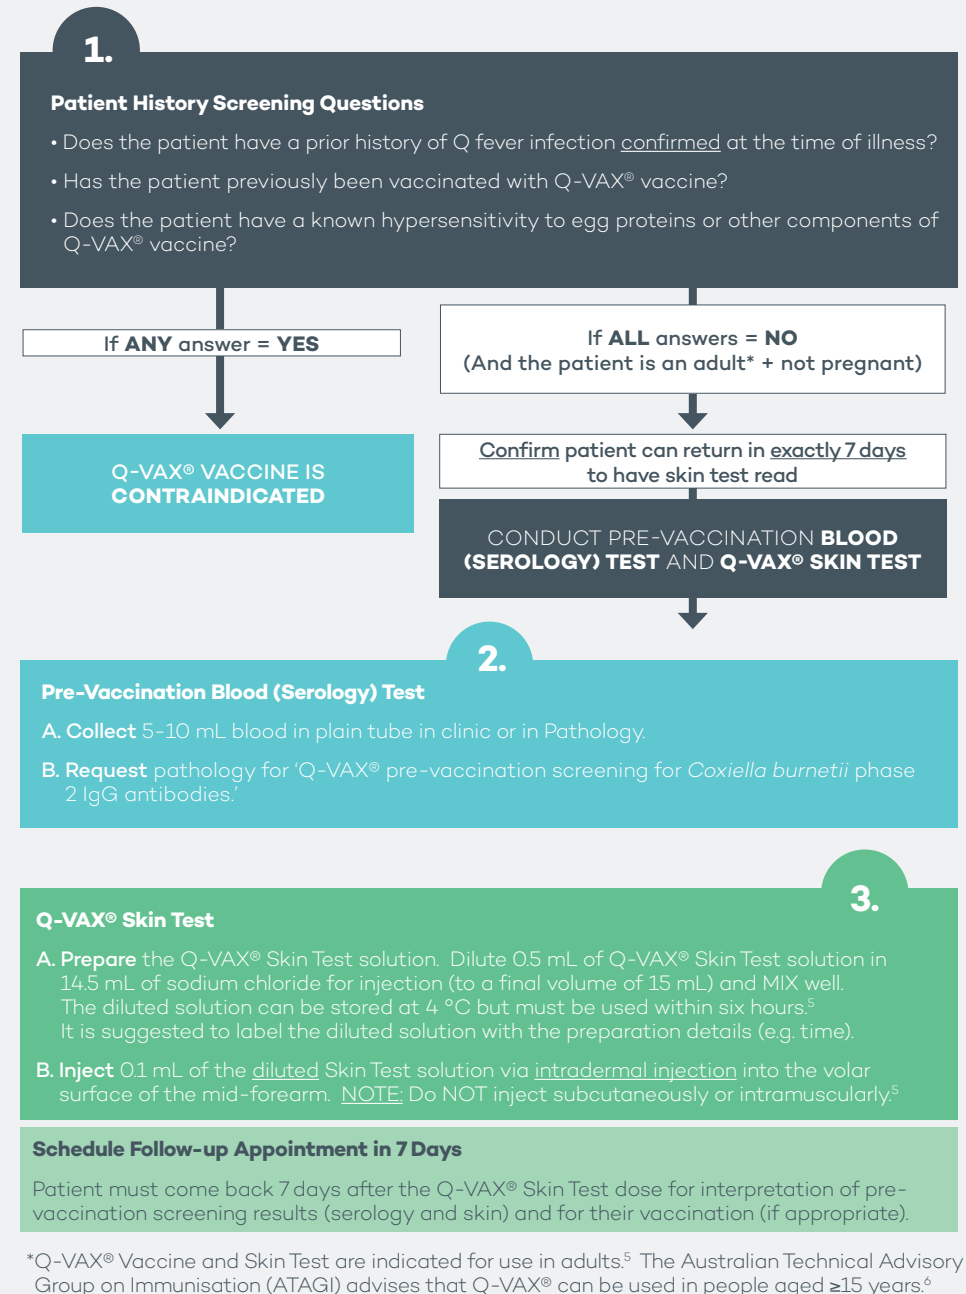 1.
Patient History Screening Questions
• Does the patient have a prior history of Q fever infection confirmed at the time of illness?
• Has the patient previously been vaccinated with Q-VAX® vaccine?
• Does the patient have a known hypersensitivity to egg proteins or other components of
Q-VAX® vaccine?
If ANY answer = YES
Q-VAX® VACCINE IS
CONTRAINDICATED
If ALL answers = NO
(And the patient is an adult* + not pregnant)
Confirm patient can return in exactly 7 days
to have skin test read
CONDUCT PRE-VACCINATION BLOOD
(SEROLOGY) TEST AND Q-VAX® SKIN TEST
2.
Pre-Vaccination Blood (Serology) Test
A. Collect 5-10 mL blood in plain tube in clinic or in Pathology.
B. Request pathology for ‘Q-VAX® pre-vaccination screening for Coxiella burnetii phase
2 IgG antibodies.’
3.
Q-VAX® Skin Test
A. Prepare the Q-VAX® Skin Test solution. Dilute 0.5 mL of Q-VAX® Skin Test solution in
14.5 mL of sodium chloride for injection (to a final volume of 15 mL) and MIX well.
The diluted solution can be stored at 4 °C but must be used within six hours.⁵
It is suggested to label the diluted solution with the preparation details (e.g. time).
B. Inject 0.1 mL of the diluted Skin Test solution via intradermal injection into the volar
surface of the mid-forearm. NOTE: Do NOT inject subcutaneously or intramuscularly.⁵
Schedule Follow-up Appointment in 7 Days
Patient must come back 7 days after the Q-VAX® Skin Test dose for interpretation of pre-
vaccination screening results (serology and skin) and for their vaccination (if appropriate).
*Q-VAX® Vaccine and Skin Test are indicated for use in adults.⁵ The Australian Technical Advisory
Group on Immunisation (ATAGI) advises that Q-VAX® can be used in people aged ≥15 years.⁶